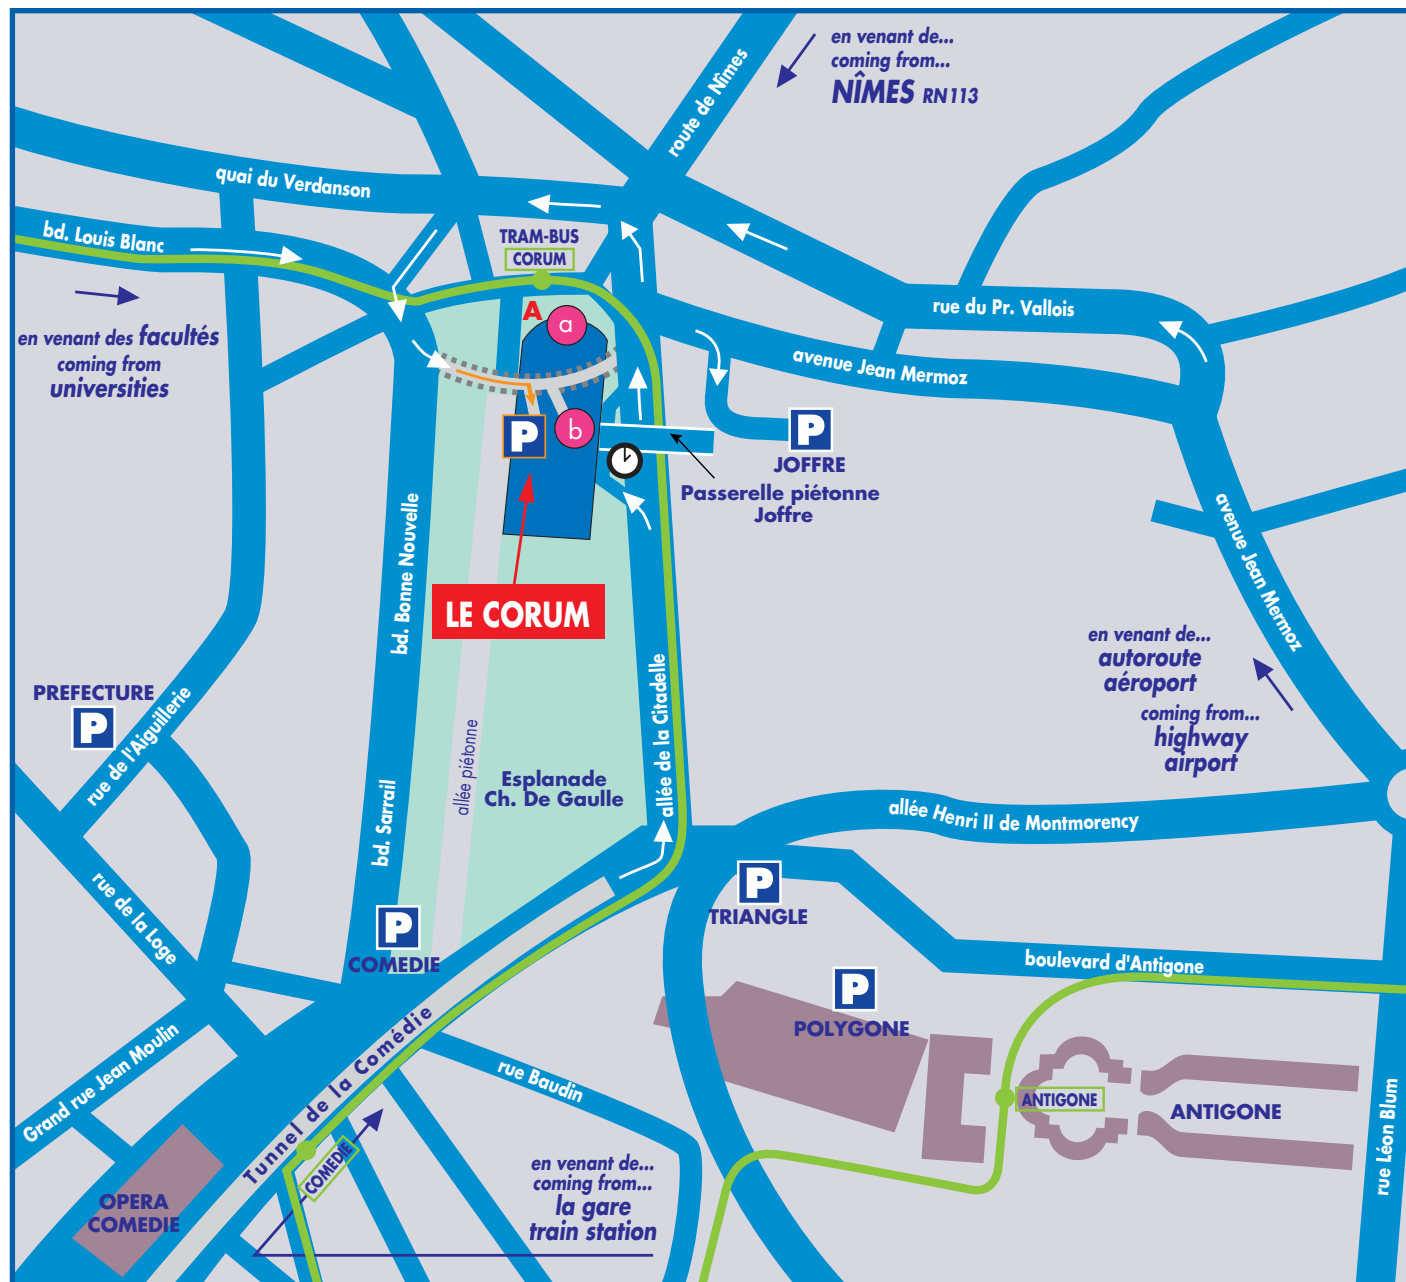 en venant de...
coming from...
NÎMES RN113
route de Nîmes
quai du Verdanson
bd. Louis Blanc
TRAM-BUS
CORUM
en venant des facultés
coming from
universities
A
a
b
P
rue du Pr. Vallois
avenue Jean Mermoz
P
JOFFRE
Passerelle piétonne
Joffre
LE CORUM
bd. Bonne Nouvelle
avenue Jean Mermoz
en venant de...
autoroute
aéroport
coming from...
highway
airport
PREFECTURE
P
rue de l'Aiguillerie
bd. Sarrail
allée piétonne
Esplanade
Ch. De Gaulle
allée de la Citadelle
allée Henri II de Montmorency
rue de la Loge
P
COMEDIE
P
TRIANGLE
boulevard d'Antigone
P
POLYGONE
Grand rue Jean Moulin
Tunnel de la Comédie
rue Baudin
COMEDIE
ANTIGONE
ANTIGONE
rue Léon Blum
OPERA
COMEDIE
en venant de...
coming from...
la gare
train station